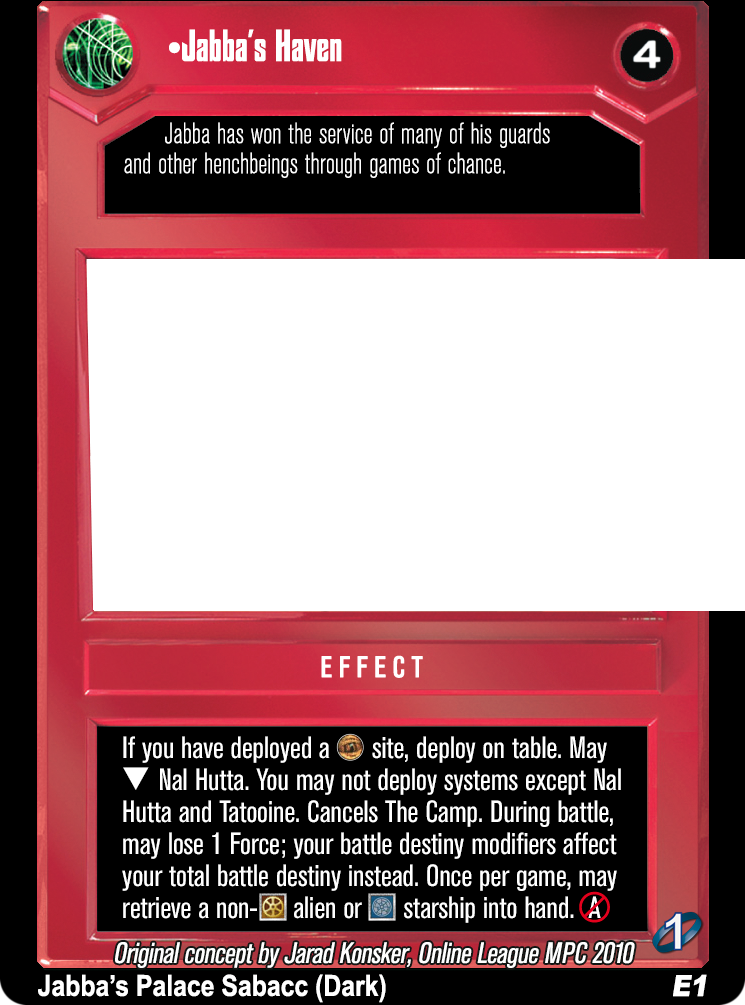 •Jabba's Haven
4
Jabba has won the service of many of his guards
and other henchbeings through games of chance.
EFFECT
If you have deployed a site, deploy on table. May
▼ Nal Hutta. You may not deploy systems except Nal
Hutta and Tatooine. Cancels The Camp. During battle,
may lose 1 Force; your battle destiny modifiers affect
your total battle destiny instead. Once per game, may
retrieve a non- alien or starship into hand. A
1
Original concept by Jarad Konsker, Online League MPC 2010
Jabba's Palace Sabacc (Dark) E1